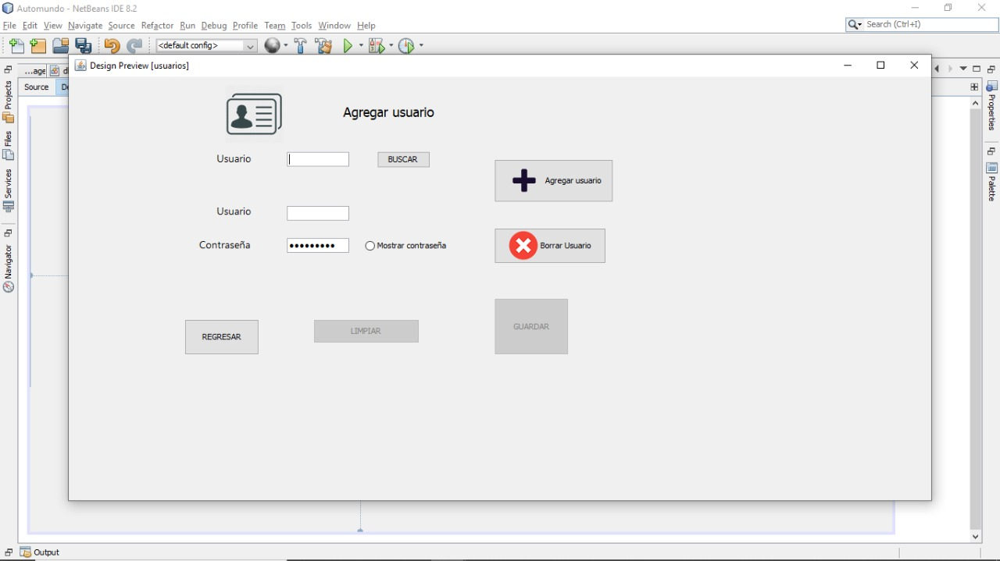 Automundo - NetBeans IDE 8.2
File Edit View Navigate Source Refactor Run Debug Profile Team Tools Window Help
Search (Ctrl+I)
<default config>
...age
Design Preview [usuarios]
Source
Projects
Files
Services
Navigator
Properties
Palette
Agregar usuario
Usuario
BUSCAR
Agregar usuario
Usuario
Contraseña
Mostrar contraseña
Borrar Usuario
REGRESAR
LIMPIAR
GUARDAR
Output